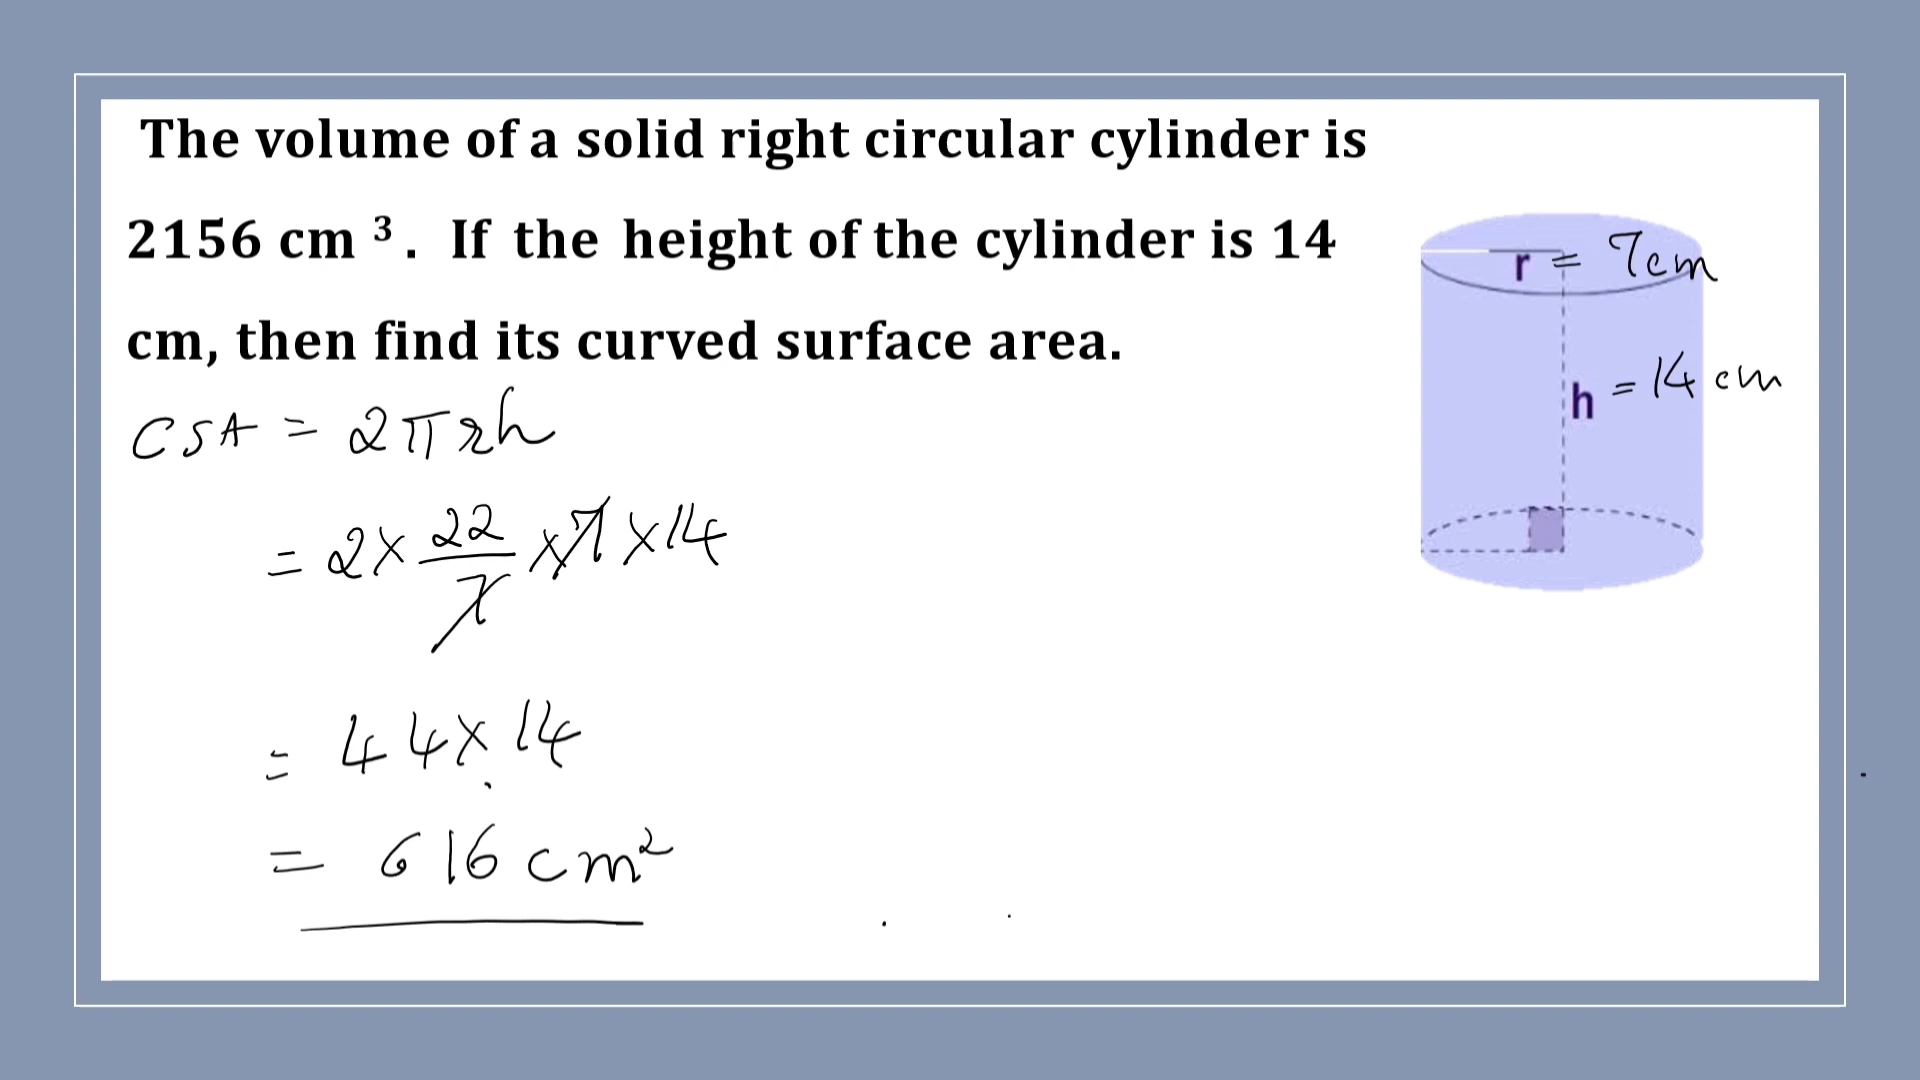 The volume of a solid right circular cylinder is
2156 cm ³. If the height of the cylinder is 14
cm, then find its curved surface area.
r = 7cm
h = 14 cm
CSA = 2πrh
= 2 × 22/7 × 7 × 14
= 44 × 14
= 616 cm²